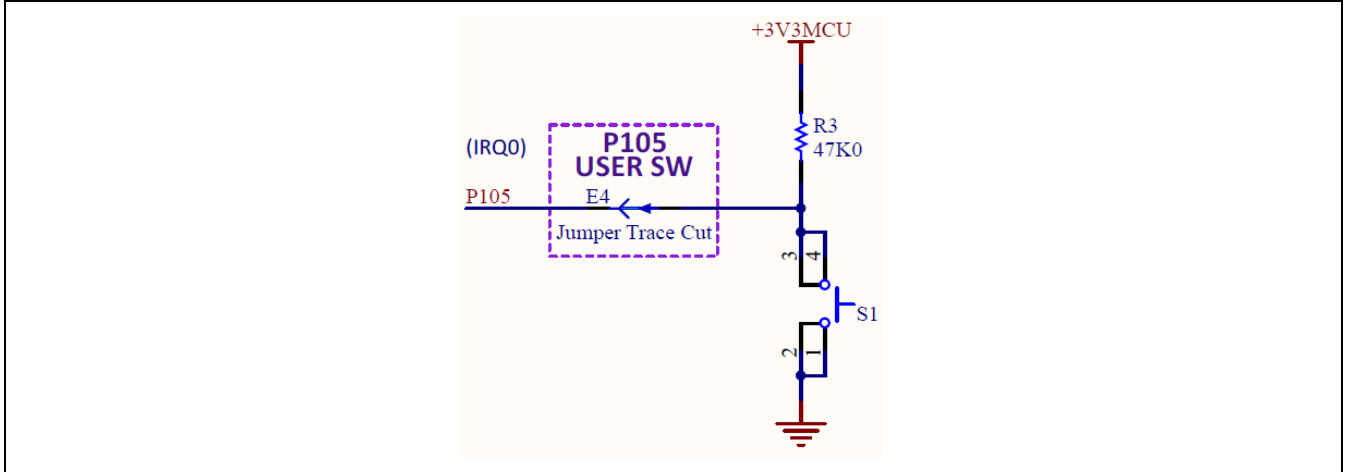 +3V3MCU
R3
47K0
(IRQ0)
P105
USER SW
P105
E4
Jumper Trace Cut
3
4
S1
2
1